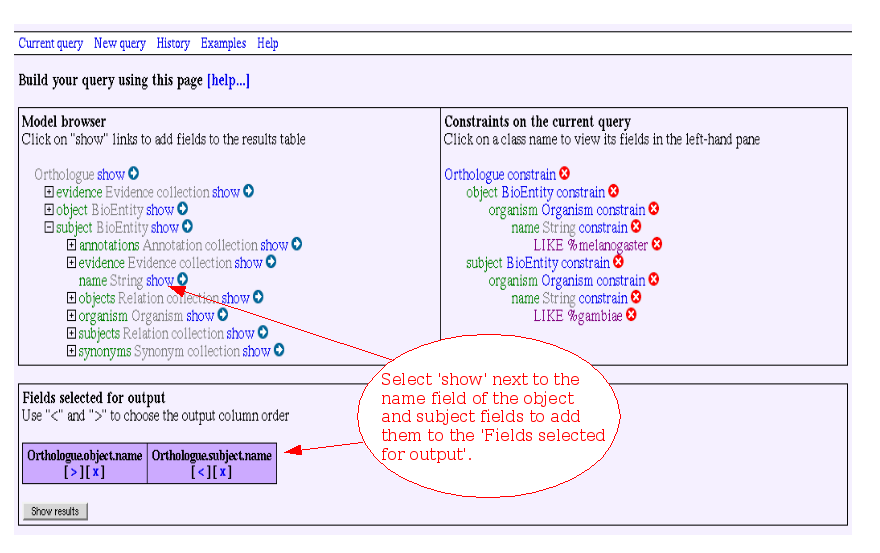 Current query New query History Examples Help
Build your query using this page [help...]
Model browser
Click on "show" links to add fields to the results table
Orthologue show
evidence Evidence collection show
object BioEntity show
subject BioEntity show
annotations Annotation collection show
evidence Evidence collection show
name String show
objects Relation collection show
organism Organism show
subjects Relation collection show
synonyms Synonym collection show
Constraints on the current query
Click on a class name to view its fields in the left-hand pane
Orthologue constrain
object BioEntity constrain
organism Organism constrain
name String constrain
LIKE %melanogaster
subject BioEntity constrain
organism Organism constrain
name String constrain
LIKE %gambiae
Select 'show' next to the
name field of the object
and subject fields to add
them to the 'Fields selected
for output'.
Fields selected for output
Use "<" and ">" to choose the output column order
Orthologue.object.name Orthologue.subject.name
[ > ][ x ] [ < ][ x ]
Show results